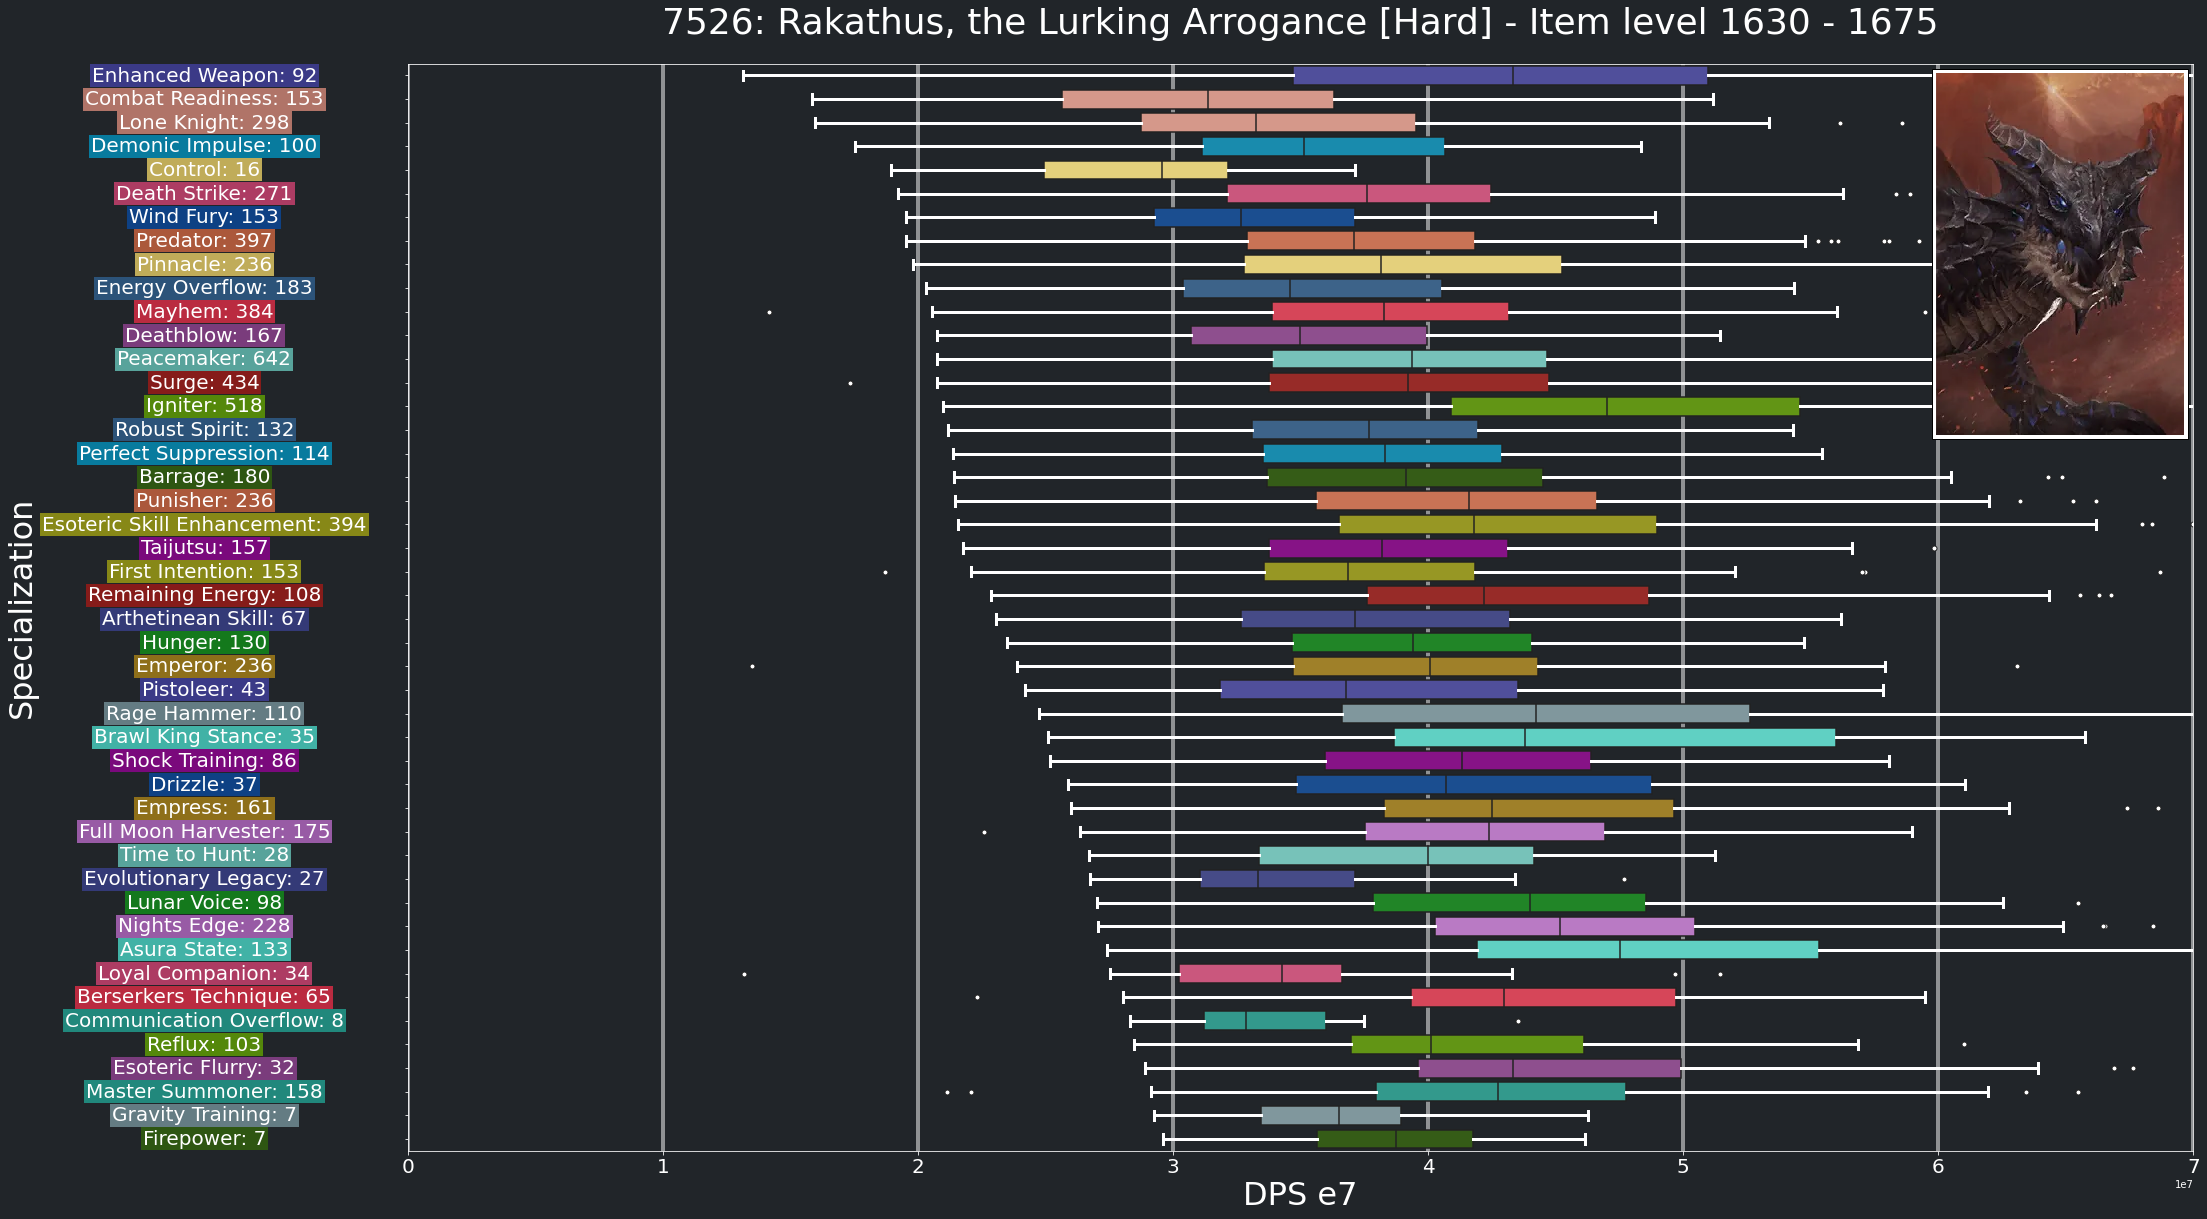 7526: Rakathus, the Lurking Arrogance [Hard] - Item level 1630 - 1675
Specialization
Enhanced Weapon: 92
Combat Readiness: 153
Lone Knight: 298
Demonic Impulse: 100
Control: 16
Death Strike: 271
Wind Fury: 153
Predator: 397
Pinnacle: 236
Energy Overflow: 183
Mayhem: 384
Deathblow: 167
Peacemaker: 642
Surge: 434
Igniter: 518
Robust Spirit: 132
Perfect Suppression: 114
Barrage: 180
Punisher: 236
Esoteric Skill Enhancement: 394
Taijutsu: 157
First Intention: 153
Remaining Energy: 108
Arthetinean Skill: 67
Hunger: 130
Emperor: 236
Pistoleer: 43
Rage Hammer: 110
Brawl King Stance: 35
Shock Training: 86
Drizzle: 37
Empress: 161
Full Moon Harvester: 175
Time to Hunt: 28
Evolutionary Legacy: 27
Lunar Voice: 98
Nights Edge: 228
Asura State: 133
Loyal Companion: 34
Berserkers Technique: 65
Communication Overflow: 8
Reflux: 103
Esoteric Flurry: 32
Master Summoner: 158
Gravity Training: 7
Firepower: 7
0 1 2 3 4 5 6 7
1e7
DPS e7